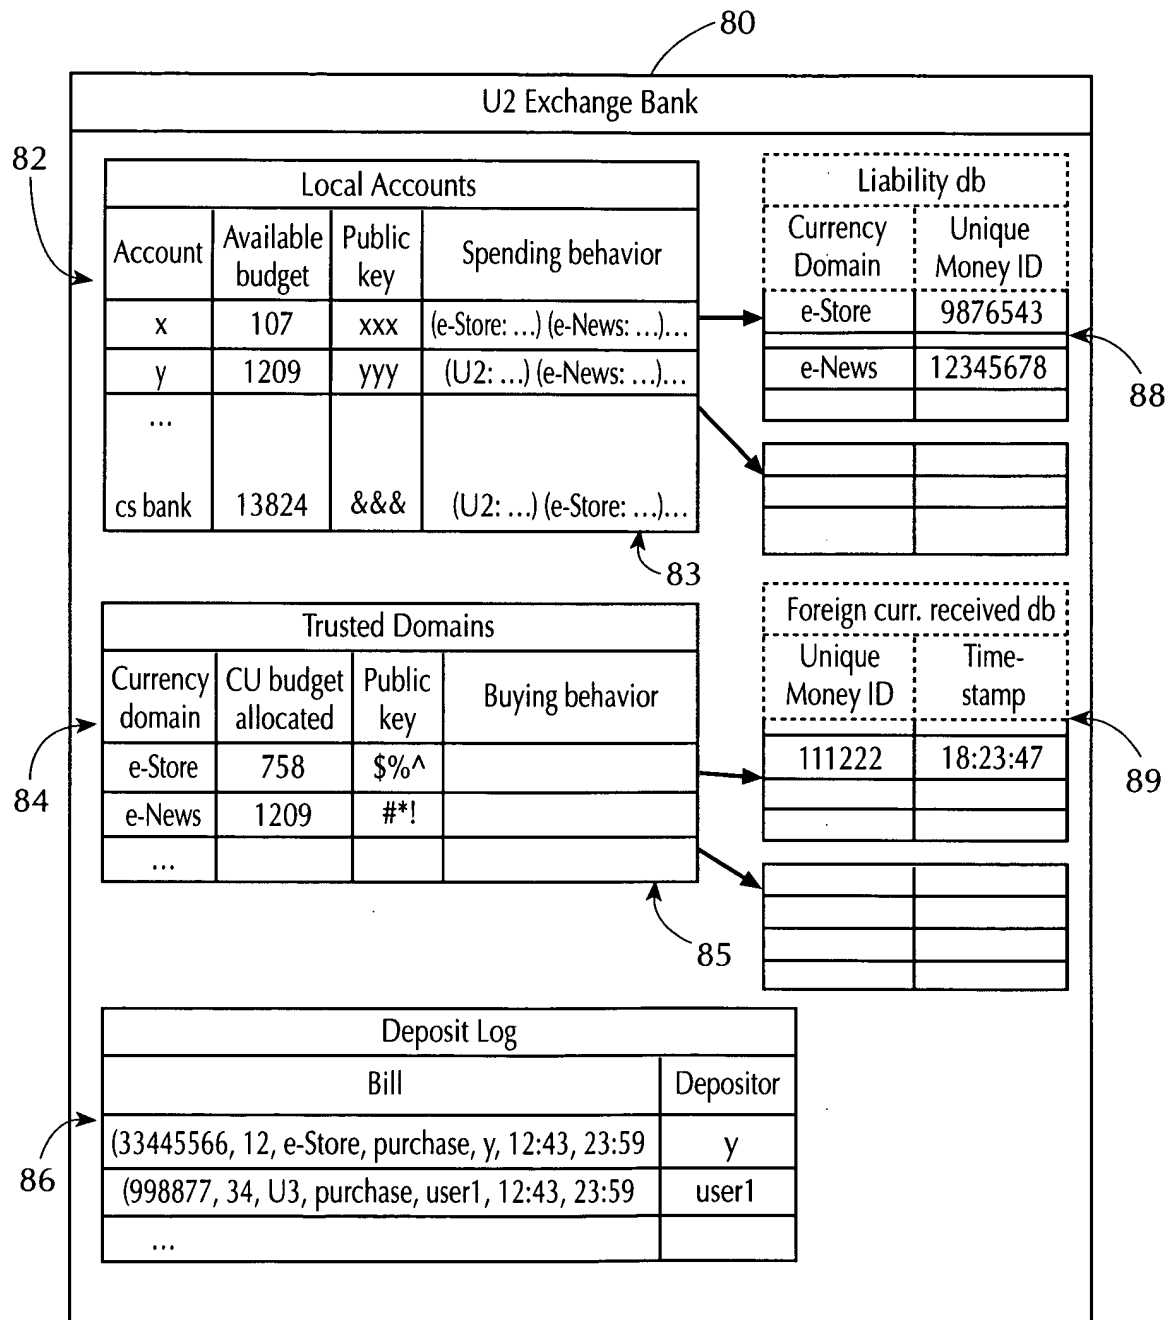 80
U2 Exchange Bank
82
Local Accounts
Account
Available
budget
Public
key
Spending behavior
x 107 xxx (e-Store: ...) (e-News: ...)...
y 1209 yyy (U2: ...) (e-News: ...)...
...
cs bank 13824 &&& (U2: ...) (e-Store: ...)...
83
Liability db
Currency
Domain
Unique
Money ID
e-Store 9876543
e-News 12345678
88
Trusted Domains
Currency
domain
CU budget
allocated
Public
key
Buying behavior
e-Store 758 $%^
e-News 1209 #*!
...
84
85
Foreign curr. received db
Unique
Money ID
Time-
stamp
111222 18:23:47
89
Deposit Log
Bill Depositor
(33445566, 12, e-Store, purchase, y, 12:43, 23:59 y
(998877, 34, U3, purchase, user1, 12:43, 23:59 user1
...
86